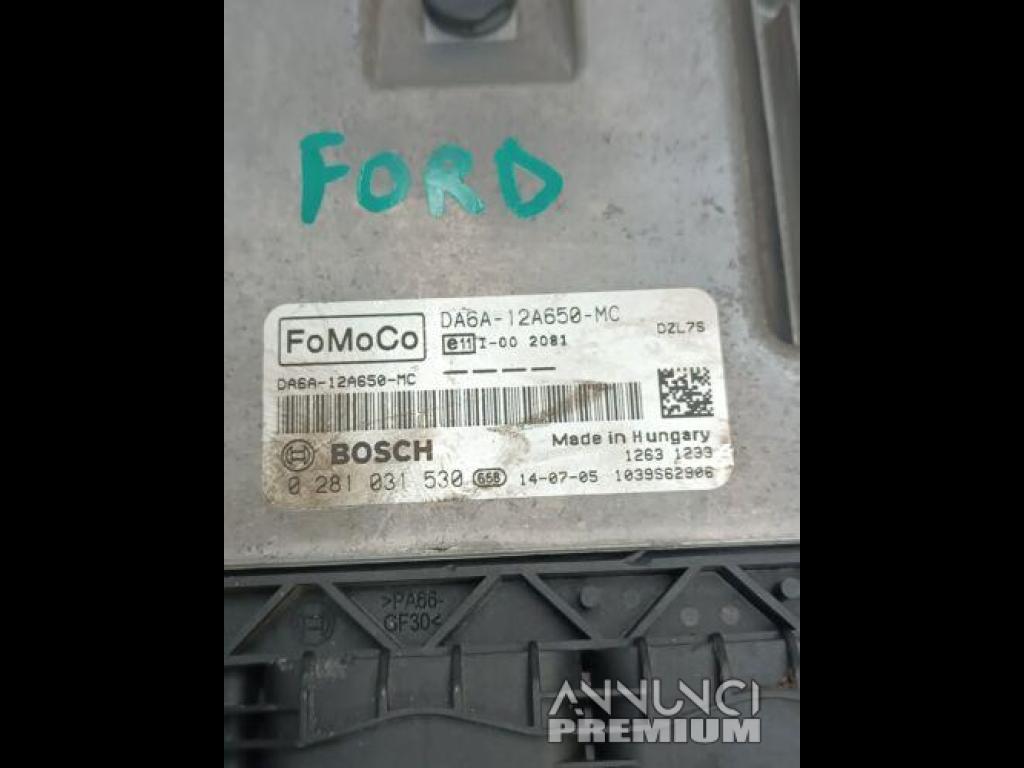 FORD
FoMoCo
DA6A-12A650-MC
DZL7S
e11 I-00 2081
DA6A-12A650-MC
BOSCH
Made in Hungary
1263 1233
0 281 031 530 658 14-07-05 1039S62906
>PA66-
GF30<
ANNUNCI
PREMIUM